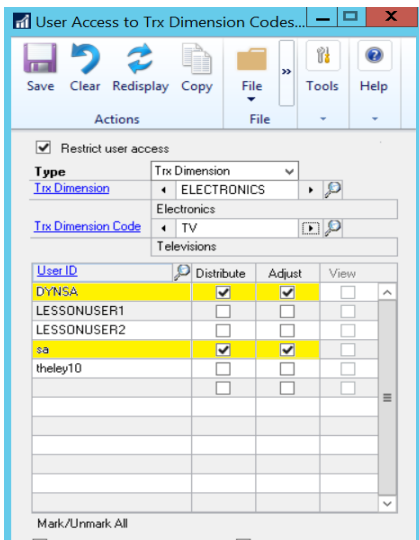 User Access to Trx Dimension Codes...
Save Clear Redisplay Copy File Tools Help
Actions File
Restrict user access
Type Trx Dimension
Trx Dimension ELECTRONICS
Electronics
Trx Dimension Code TV
Televisions
User ID Distribute Adjust View
DYNSA
LESSONUSER1
LESSONUSER2
sa
theley10
Mark/Unmark All